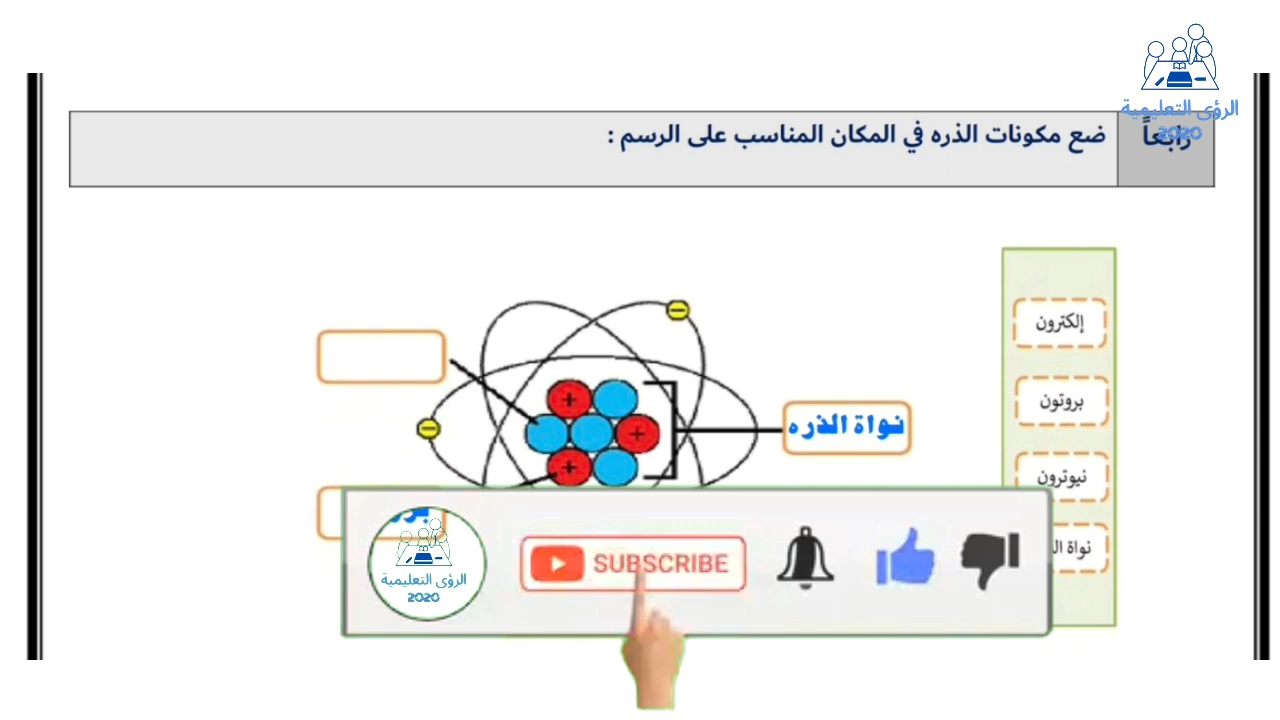 الرؤى التعليمية
2020
رابعاً
ضع مكونات الذره في المكان المناسب على الرسم :
إلكترون
بروتون
نيوترون
نواة
نواة الذره
SUBSCRIBE
الرؤى التعليمية
2020